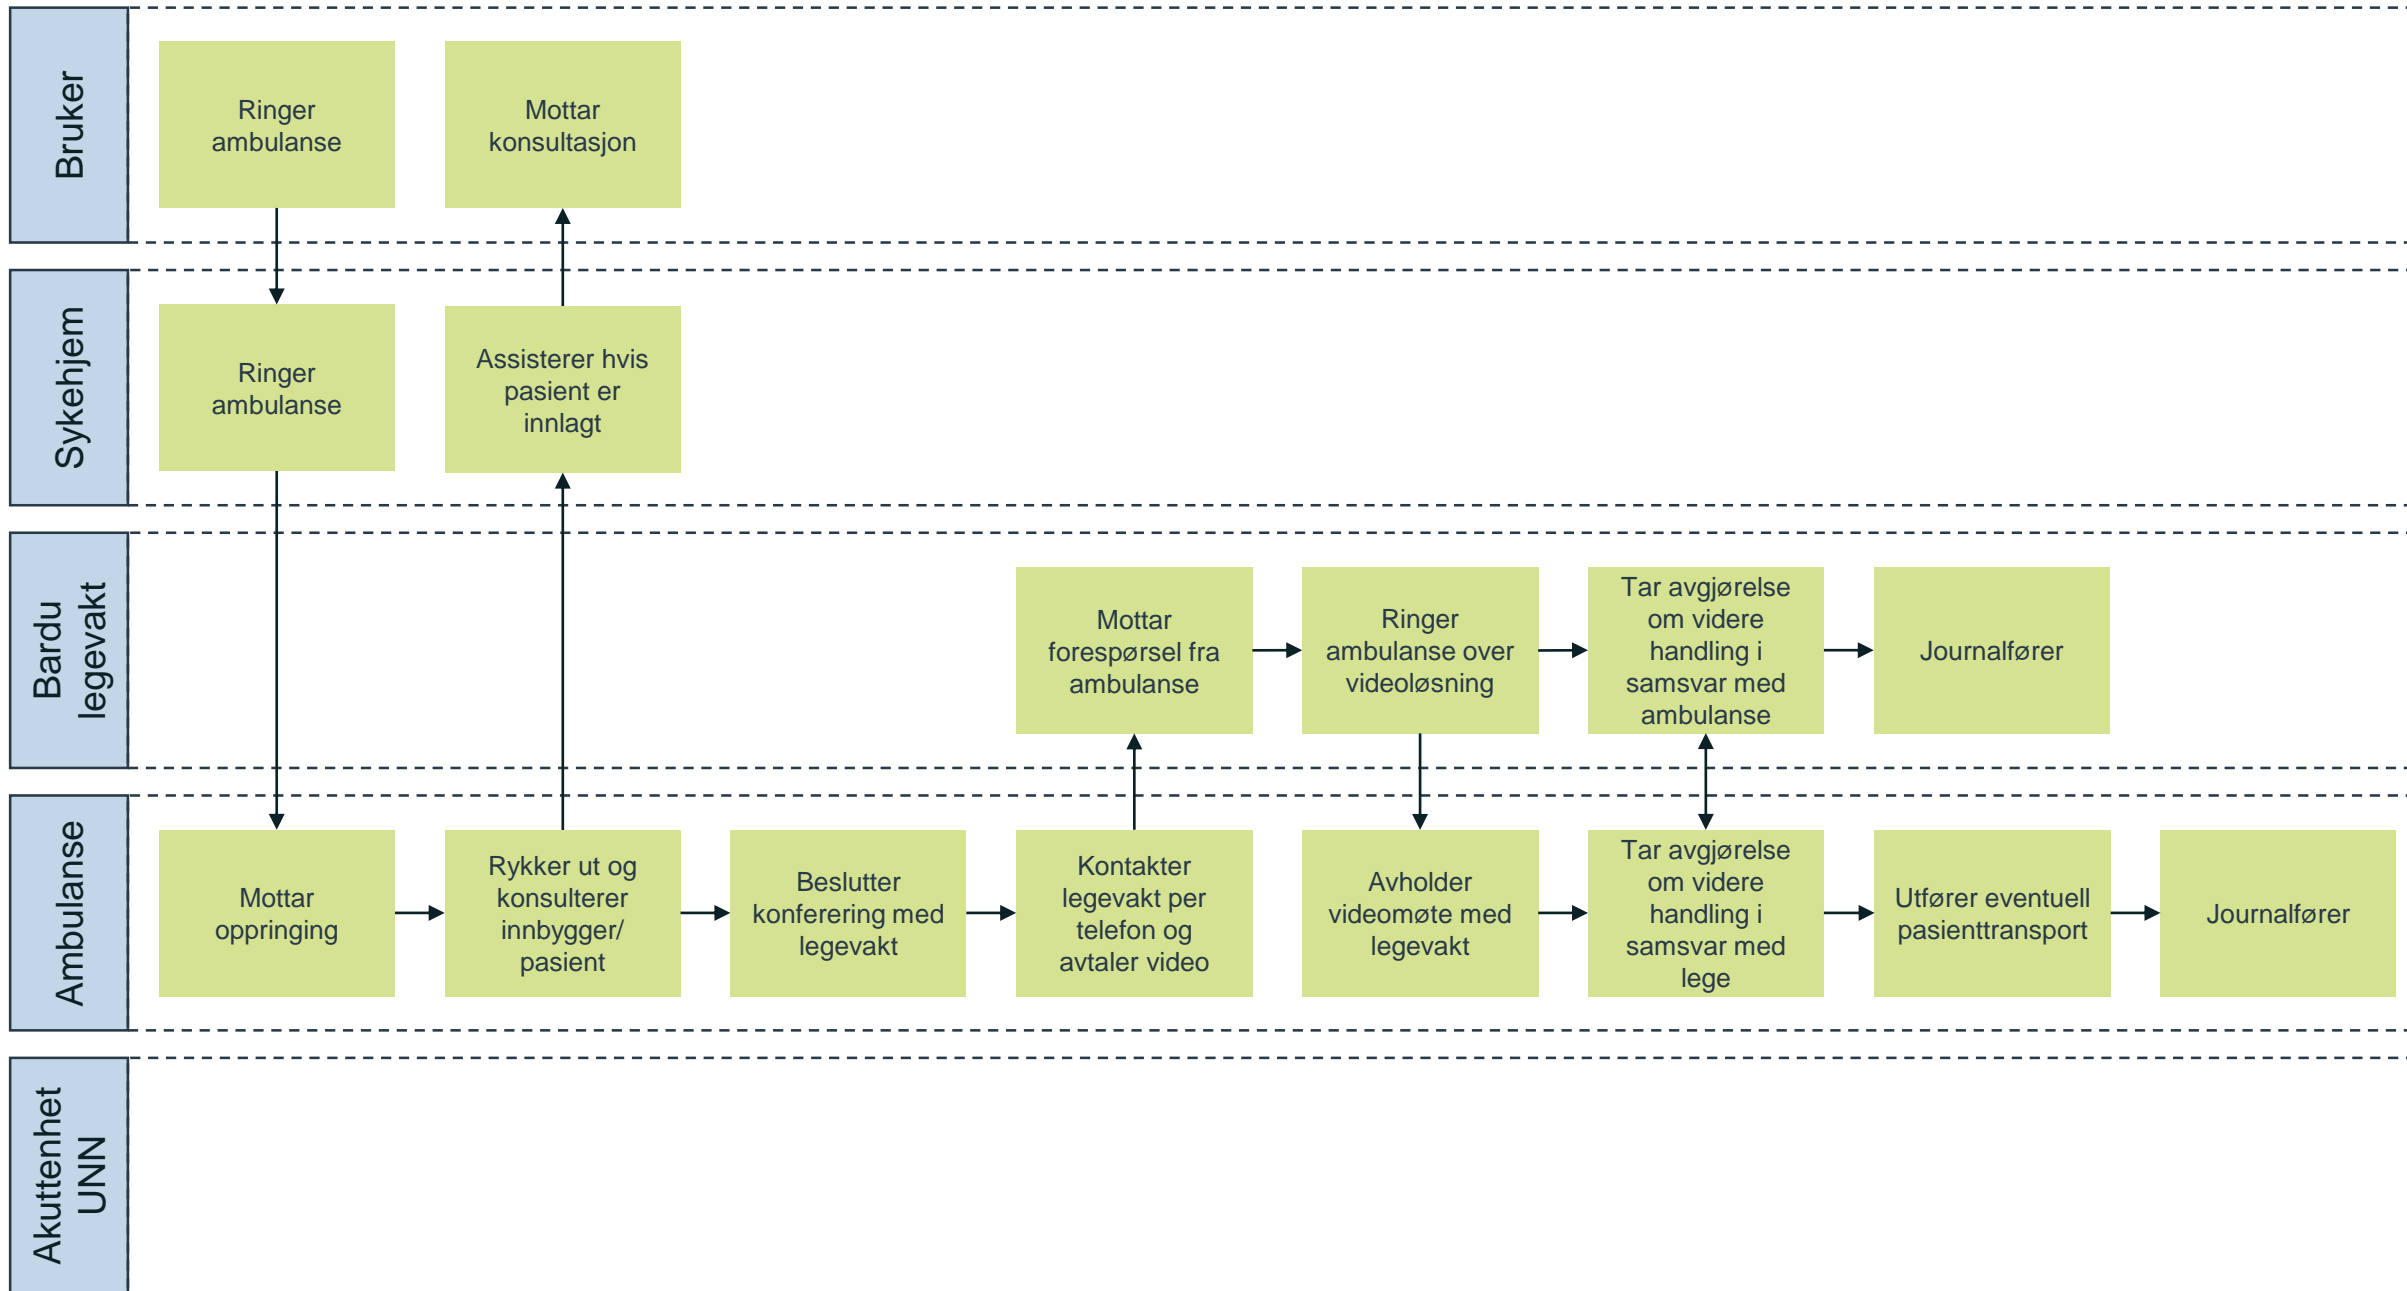 Bruker
Ringer
ambulanse
Mottar
konsultasjon
Sykehjem
Ringer
ambulanse
Assisterer hvis
pasient er
innlagt
Bardu
legevakt
Mottar
forespørsel fra
ambulanse
Ringer
ambulanse over
videoløsning
Tar avgjørelse
om videre
handling i
samsvar med
ambulanse
Journalfører
Ambulanse
Mottar
oppringing
Rykker ut og
konsulterer
innbygger/
pasient
Beslutter
konferering med
legevakt
Kontakter
legevakt per
telefon og
avtaler video
Avholder
videomøte med
legevakt
Tar avgjørelse
om videre
handling i
samsvar med
lege
Utfører eventuell
pasienttransport
Journalfører
Akuttenhet
UNN